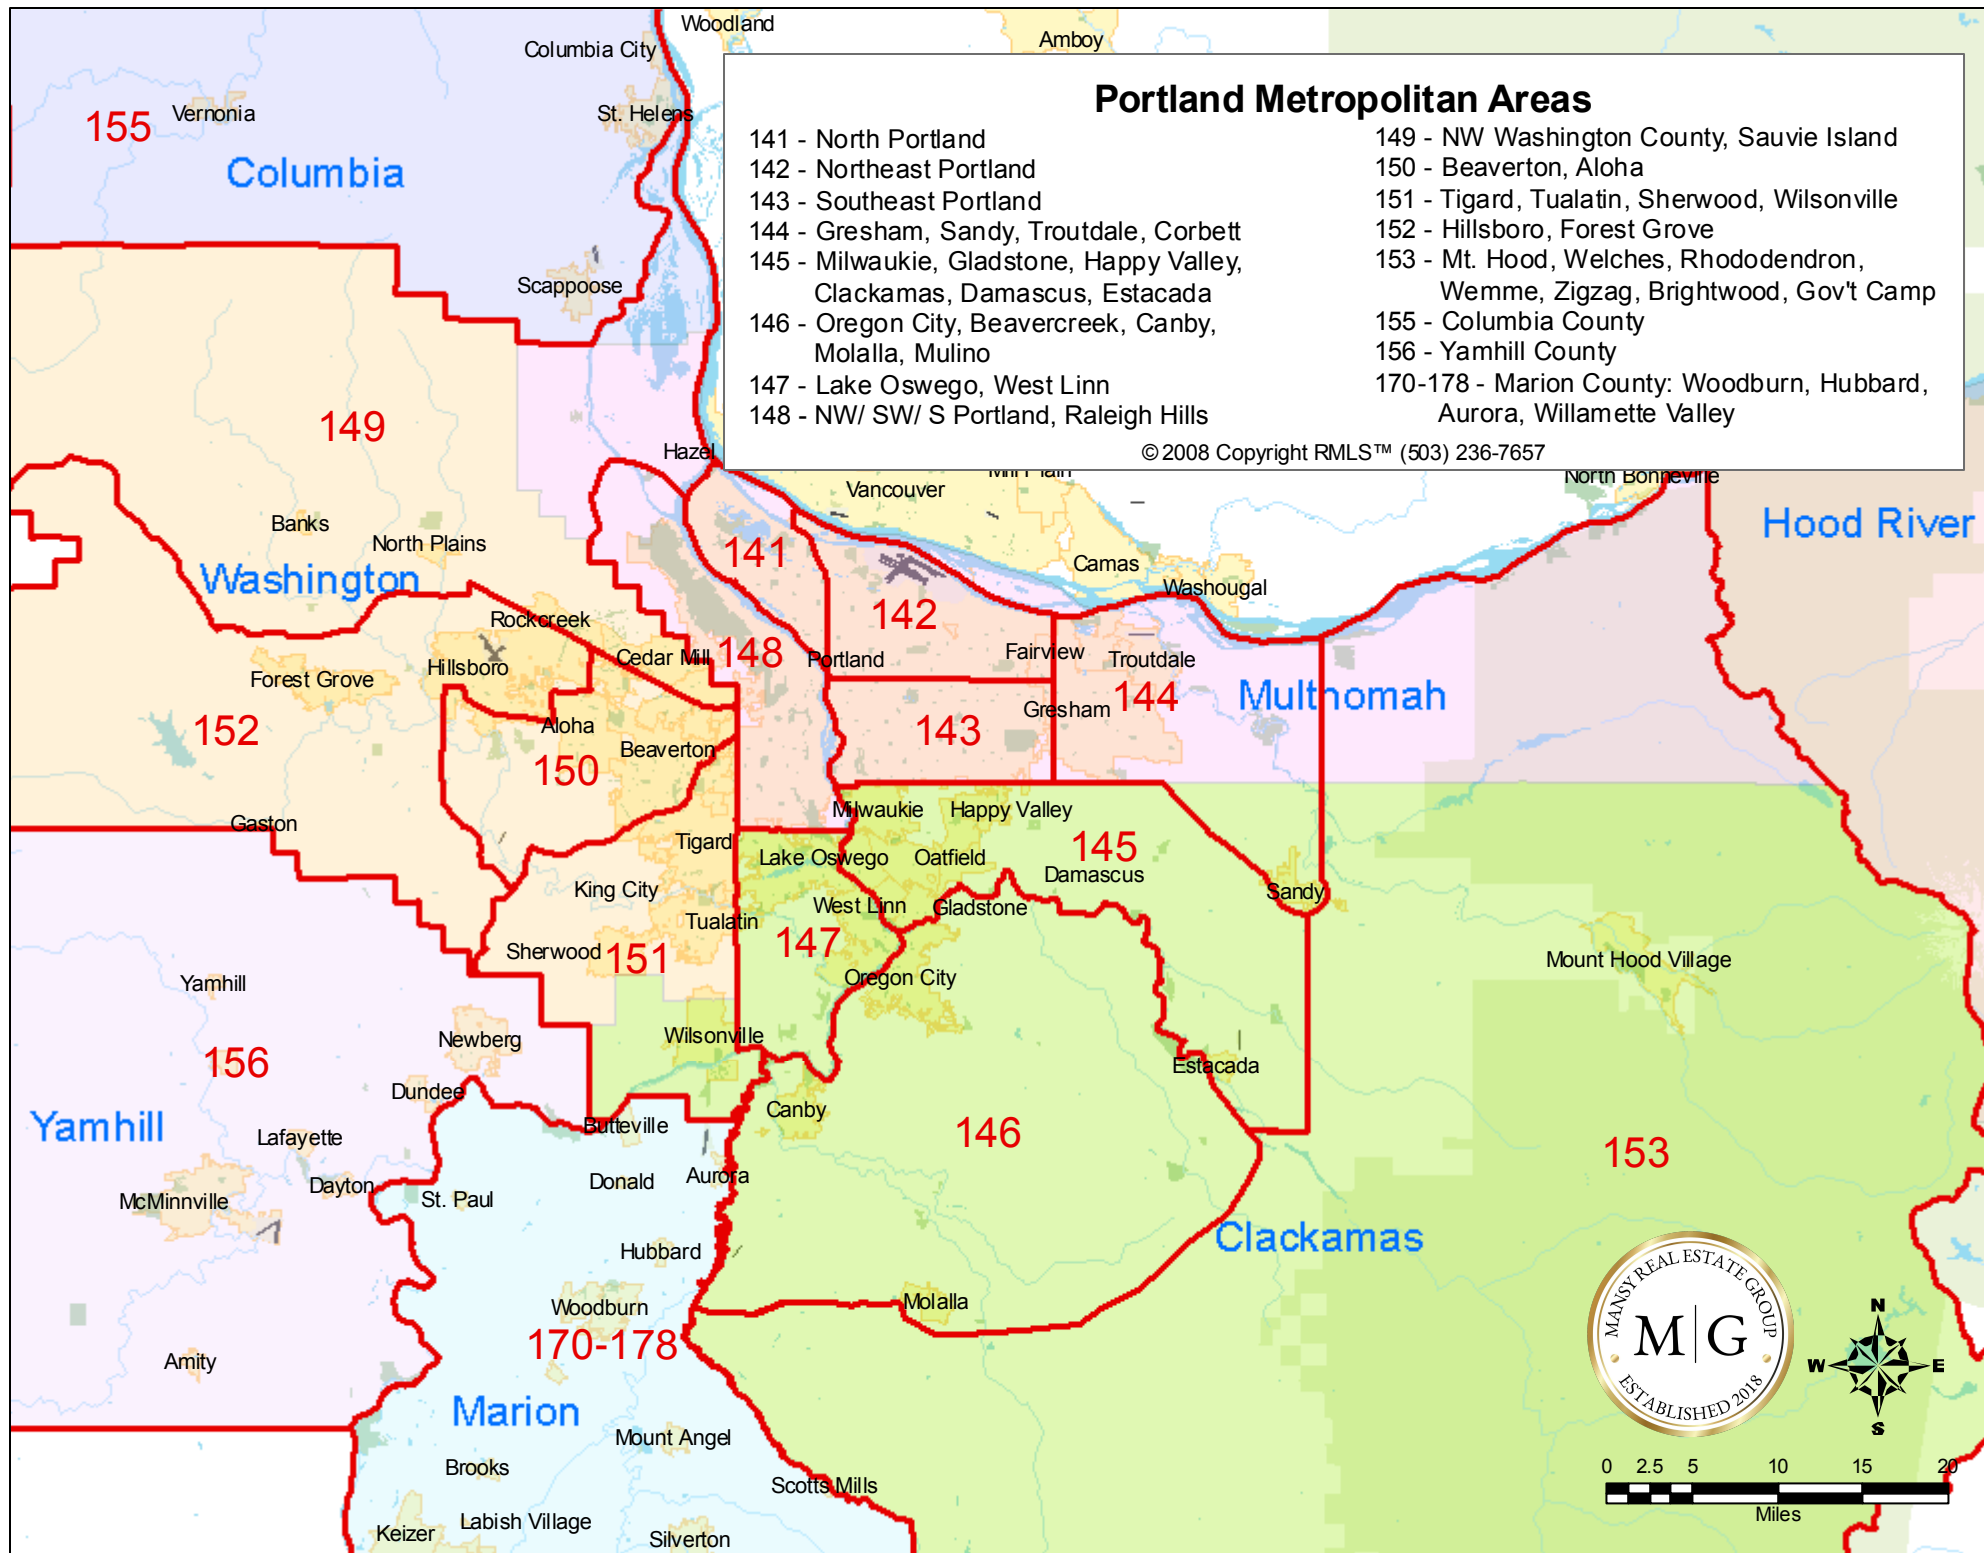 Woodland
Amboy
Columbia City
St. Helens
Vernonia
155
Columbia
Scappoose
Portland Metropolitan Areas
141 - North Portland
142 - Northeast Portland
143 - Southeast Portland
144 - Gresham, Sandy, Troutdale, Corbett
145 - Milwaukie, Gladstone, Happy Valley,
Clackamas, Damascus, Estacada
146 - Oregon City, Beavercreek, Canby,
Molalla, Mulino
147 - Lake Oswego, West Linn
148 - NW/ SW/ S Portland, Raleigh Hills
149 - NW Washington County, Sauvie Island
150 - Beaverton, Aloha
151 - Tigard, Tualatin, Sherwood, Wilsonville
152 - Hillsboro, Forest Grove
153 - Mt. Hood, Welches, Rhododendron,
Wemme, Zigzag, Brightwood, Gov't Camp
155 - Columbia County
156 - Yamhill County
170-178 - Marion County: Woodburn, Hubbard,
Aurora, Willamette Valley
©2008 Copyright RMLS™ (503) 236-7657
149
Hazel
Mill Plain
Vancouver
North Bonneville
Hood River
Banks
North Plains
Washington
141
Camas
Washougal
142
Rockcreek
Cedar Mill
148
Portland
Fairview
Troutdale
Hillsboro
Forest Grove
144
Multnomah
Gresham
152
Aloha
Beaverton
143
150
Gaston
Milwaukie
Happy Valley
Tigard
145
Lake Oswego
Oatfield
Damascus
King City
Sandy
West Linn
Gladstone
Tualatin
Sherwood
151
147
Mount Hood Village
Oregon City
Yamhill
Newberg
Wilsonville
156
Estacada
Dundee
Canby
Yamhill
Butteville
Lafayette
146
153
Aurora
Donald
Dayton
McMinnville
St. Paul
Clackamas
Hubbard
Woodburn
Molalla
170-178
Amity
Marion
Mount Angel
Brooks
Scotts Mills
Labish Village
Keizer
Silverton
MANSY REAL ESTATE GROUP
M|G
ESTABLISHED 2018
N
W
E
S
0 2.5 5 10 15 20
Miles